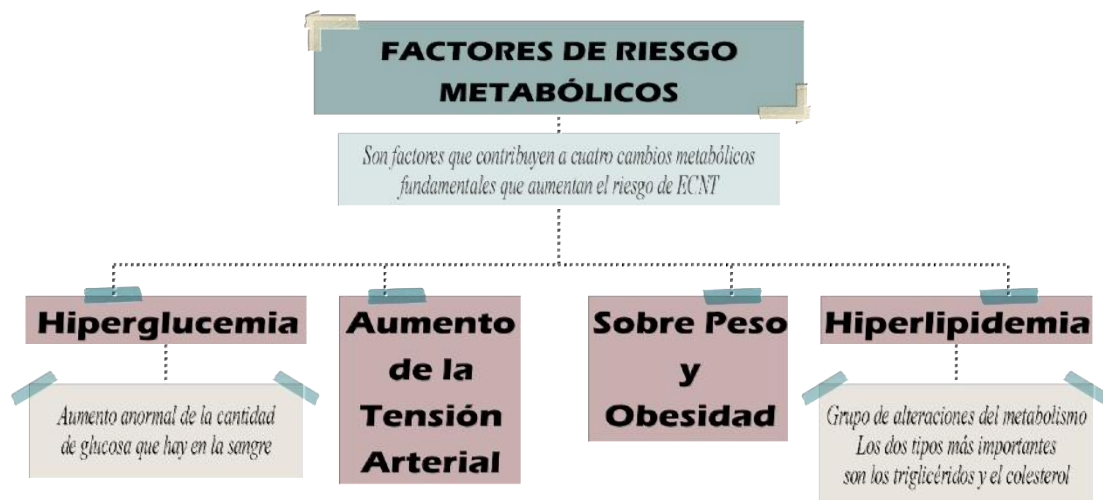 FACTORES DE RIESGO
METABÓLICOS
Son factores que contribuyen a cuatro cambios metabólicos
fundamentales que aumentan el riesgo de ECNT
Hiperglucemia
Aumento anormal de la cantidad
de glucosa que hay en la sangre
Aumento
de la
Tensión
Arterial
Sobre Peso
y
Obesidad
Hiperlipidemia
Grupo de alteraciones del metabolismo
Los dos tipos más importantes
son los triglicéridos y el colesterol